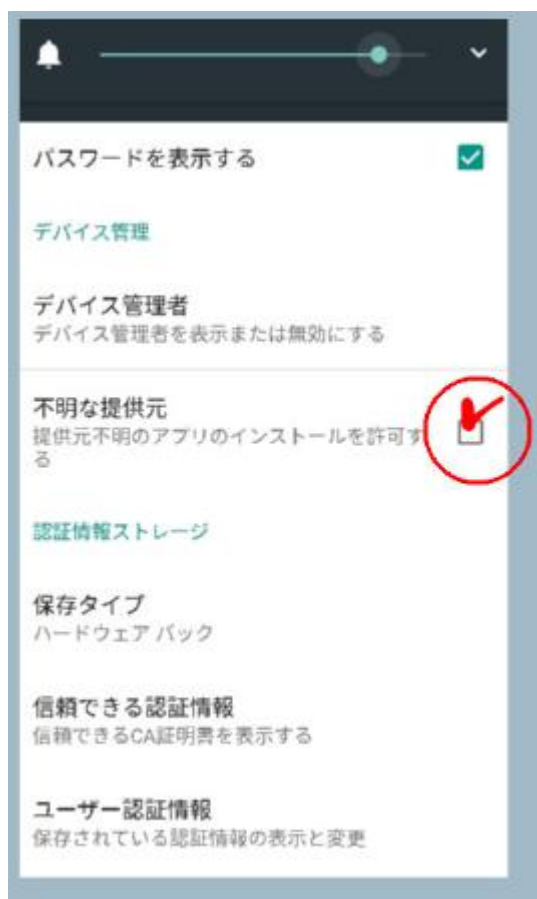 パスワードを表示する
デバイス管理
デバイス管理者
デバイス管理者を表示または無効にする
不明な提供元
提供元不明のアプリのインストールを許可す
る
認証情報ストレージ
保存タイプ
ハードウェア バック
信頼できる認証情報
信頼できるCA証明書を表示する
ユーザー認証情報
保存されている認証情報の表示と変更